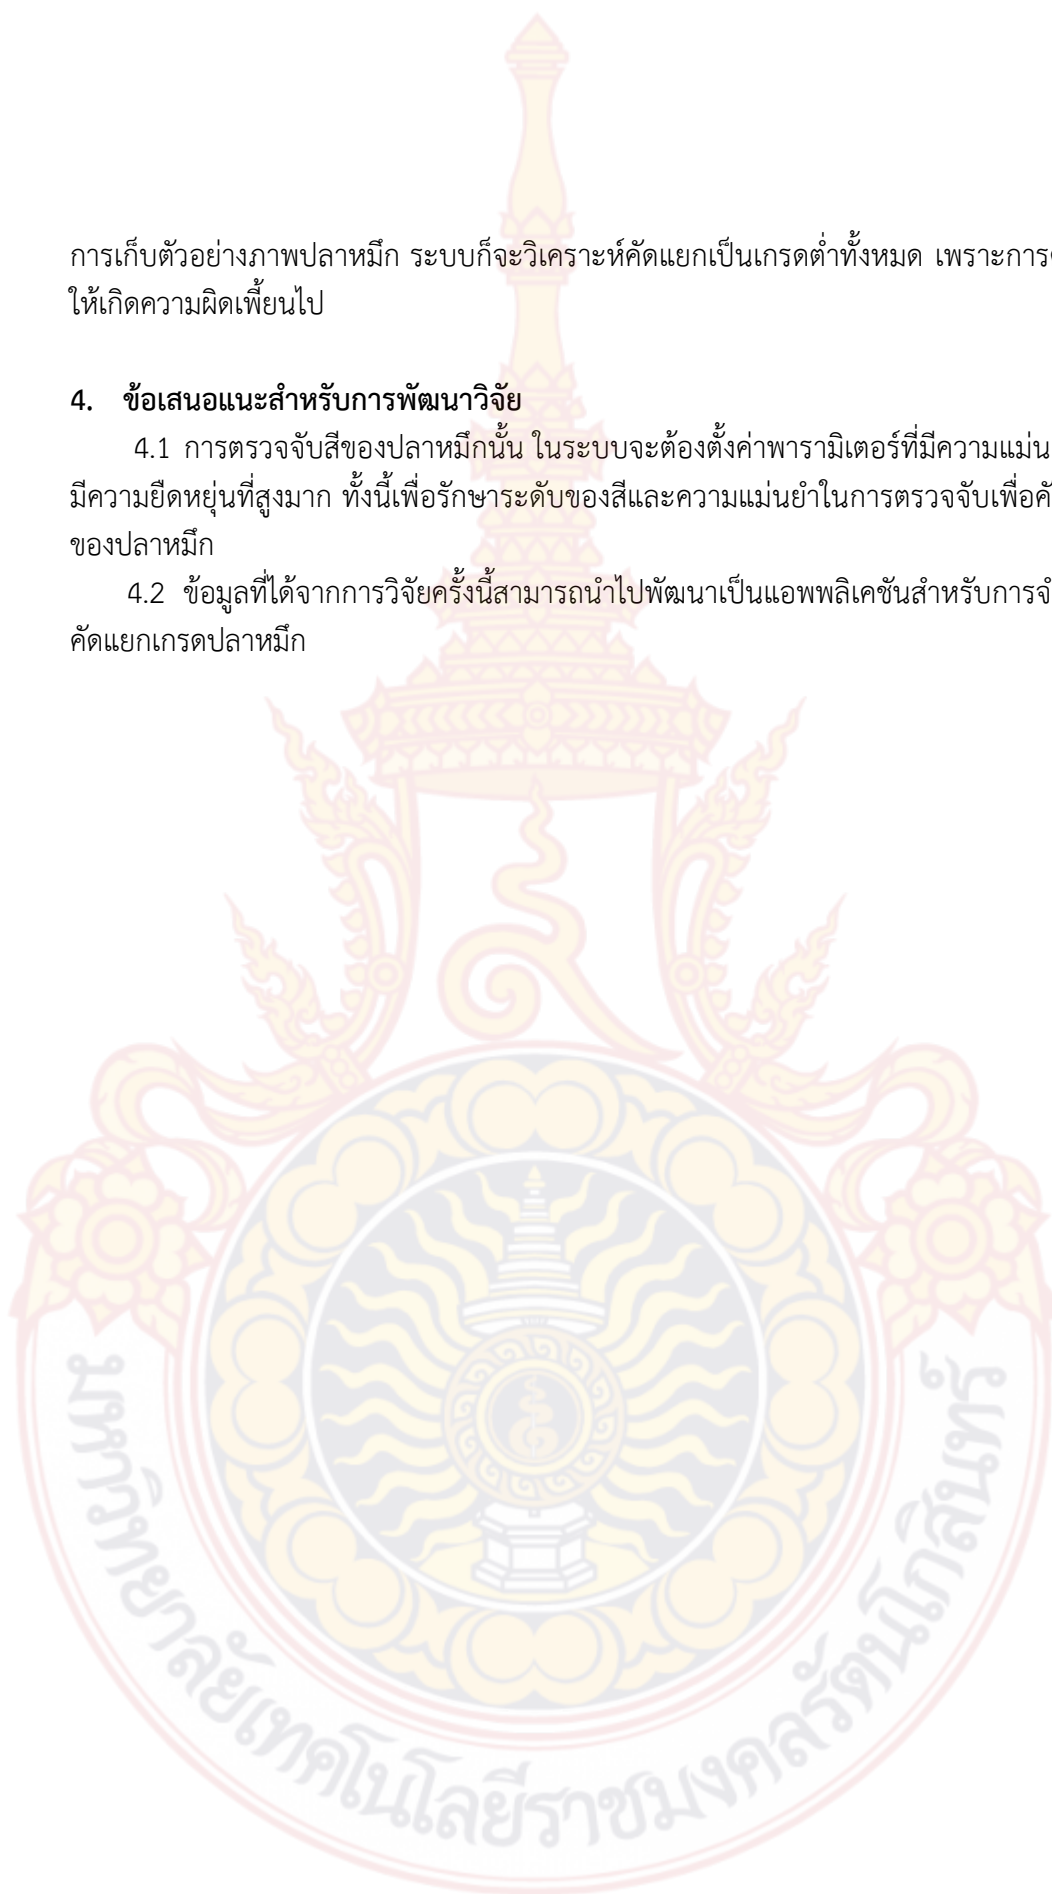 การเก็บตัวอย่างภาพปลาหมึก ระบบก็จะวิเคราะห์คัดแยกเป็นเกรดต่ำทั้งหมด เพราะการ
ให้เกิดความผิดเพี้ยนไป
4. ข้อเสนอแนะสำหรับการพัฒนาวิจัย
4.1 การตรวจจับสีของปลาหมึกนั้น ในระบบจะต้องตั้งค่าพารามิเตอร์ที่มีความแม่น
มีความยืดหยุ่นที่สูงมาก ทั้งนี้เพื่อรักษาระดับของสีและความแม่นยำในการตรวจจับเพื่อคั
ของปลาหมึก
4.2 ข้อมูลที่ได้จากการวิจัยครั้งนี้สามารถนำไปพัฒนาเป็นแอพพลิเคชันสำหรับการจํ
คัดแยกเกรดปลาหมึก
มหาวิทยาลัยเทคโนโลยีราชมงคลรัตนโกสินทร์